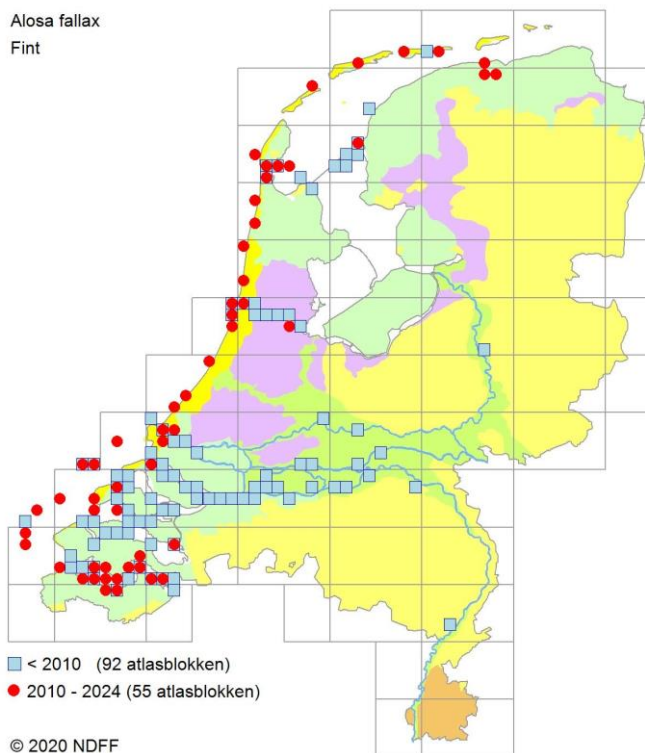 Alosa fallax
Fint
< 2010 (92 atlasblokken)
2010 - 2024 (55 atlasblokken)
© 2020 NDFF